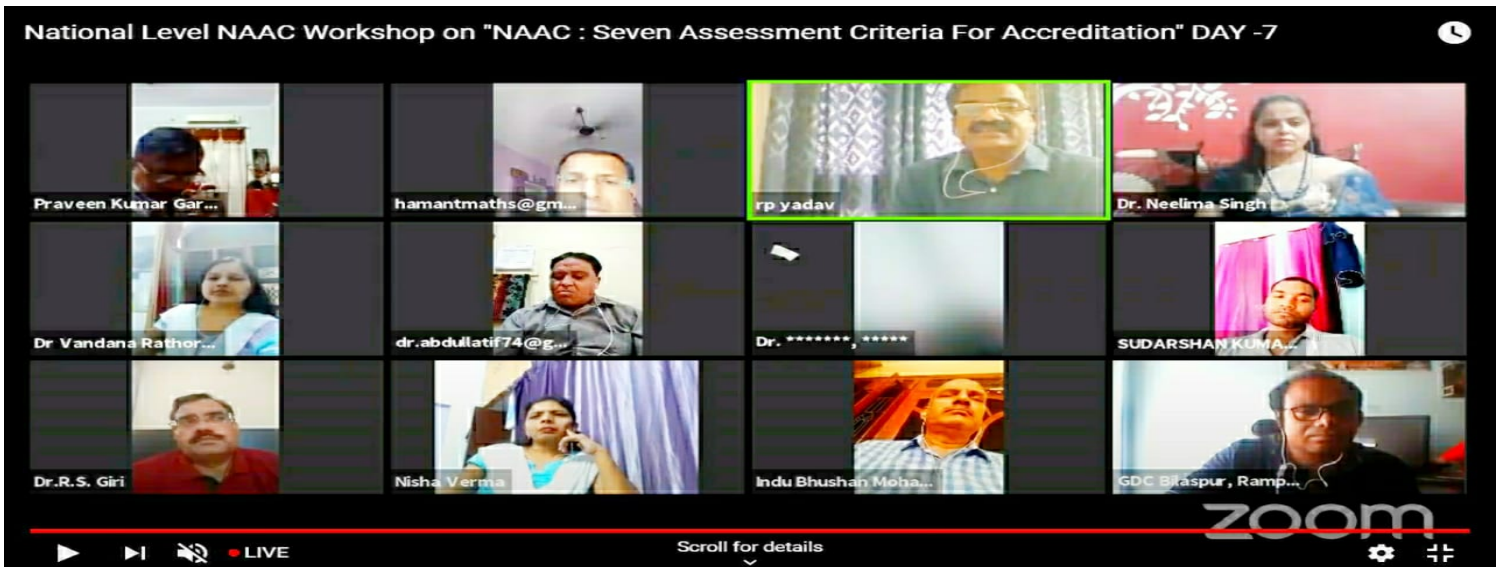 National Level NAAC Workshop on "NAAC : Seven Assessment Criteria For Accreditation" DAY -7
Praveen Kumar Gar...
hamantmaths@gm...
rp yadav
Dr. Neelima Singh
Dr Vandana Rathor...
dr.abdullatif74@g...
Dr. *******, *****
SUDARSHAN KUMA...
Dr.R.S. Giri
Nisha Verma
Indu Bhushan Moha...
GDC Bilaspur, Ramp...
zoom
LIVE
Scroll for details